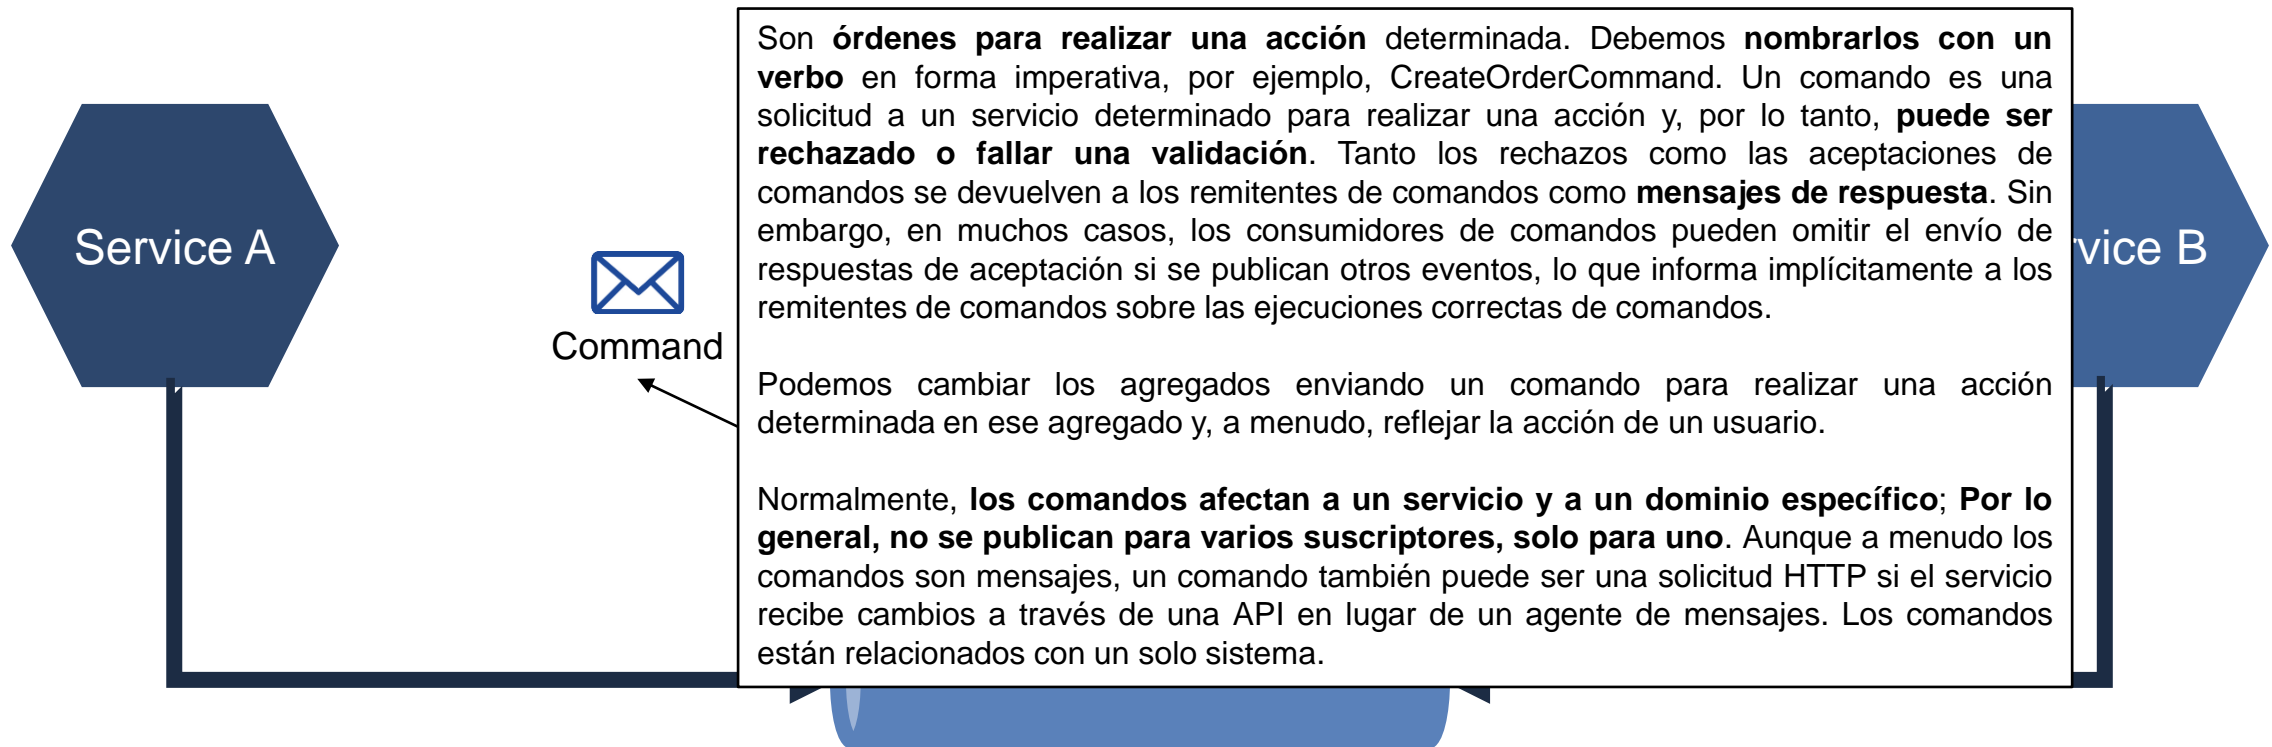 Son órdenes para realizar una acción determinada. Debemos nombrarlos con un
verbo en forma imperativa, por ejemplo, CreateOrderCommand. Un comando es una
solicitud a un servicio determinado para realizar una acción y, por lo tanto, puede ser
rechazado o fallar una validación. Tanto los rechazos como las aceptaciones de
comandos se devuelven a los remitentes de comandos como mensajes de respuesta. Sin
embargo, en muchos casos, los consumidores de comandos pueden omitir el envío de
respuestas de aceptación si se publican otros eventos, lo que informa implícitamente a los
remitentes de comandos sobre las ejecuciones correctas de comandos.
Podemos cambiar los agregados enviando un comando para realizar una acción
determinada en ese agregado y, a menudo, reflejar la acción de un usuario.
Normalmente, los comandos afectan a un servicio y a un dominio específico; Por lo
general, no se publican para varios suscriptores, solo para uno. Aunque a menudo los
comandos son mensajes, un comando también puede ser una solicitud HTTP si el servicio
recibe cambios a través de una API en lugar de un agente de mensajes. Los comandos
están relacionados con un solo sistema.
Service A
Command
vice B